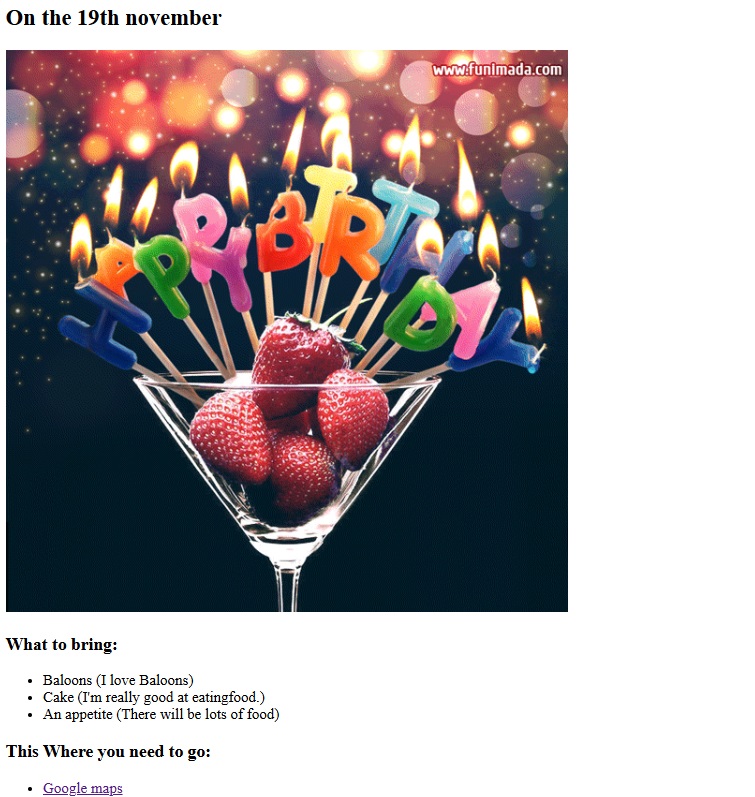 On the 19th november
www.funimada.com
HAPPY BIRTHDAY
What to bring:
Baloons (I love Baloons)
Cake (I'm really good at eatingfood.)
An appetite (There will be lots of food)
This Where you need to go:
Google maps